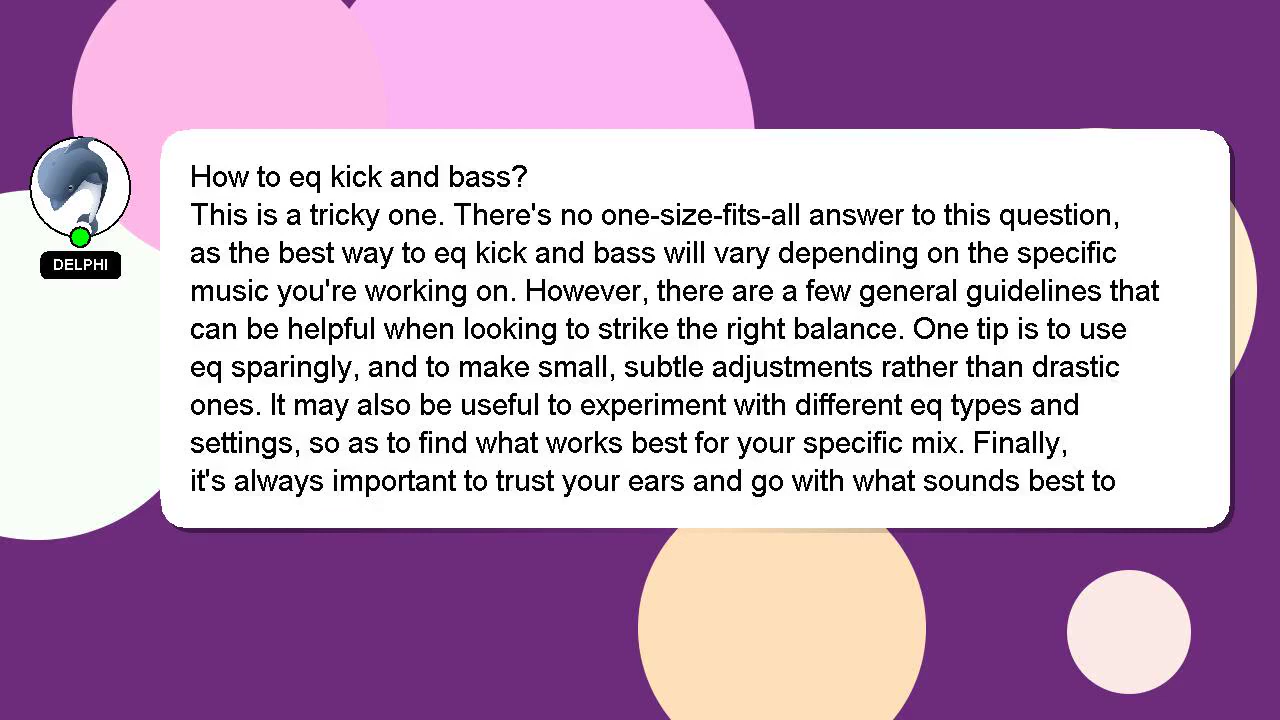 How to eq kick and bass?
This is a tricky one. There's no one-size-fits-all answer to this question,
as the best way to eq kick and bass will vary depending on the specific
music you're working on. However, there are a few general guidelines that
can be helpful when looking to strike the right balance. One tip is to use
eq sparingly, and to make small, subtle adjustments rather than drastic
ones. It may also be useful to experiment with different eq types and
settings, so as to find what works best for your specific mix. Finally,
it's always important to trust your ears and go with what sounds best to
DELPHI